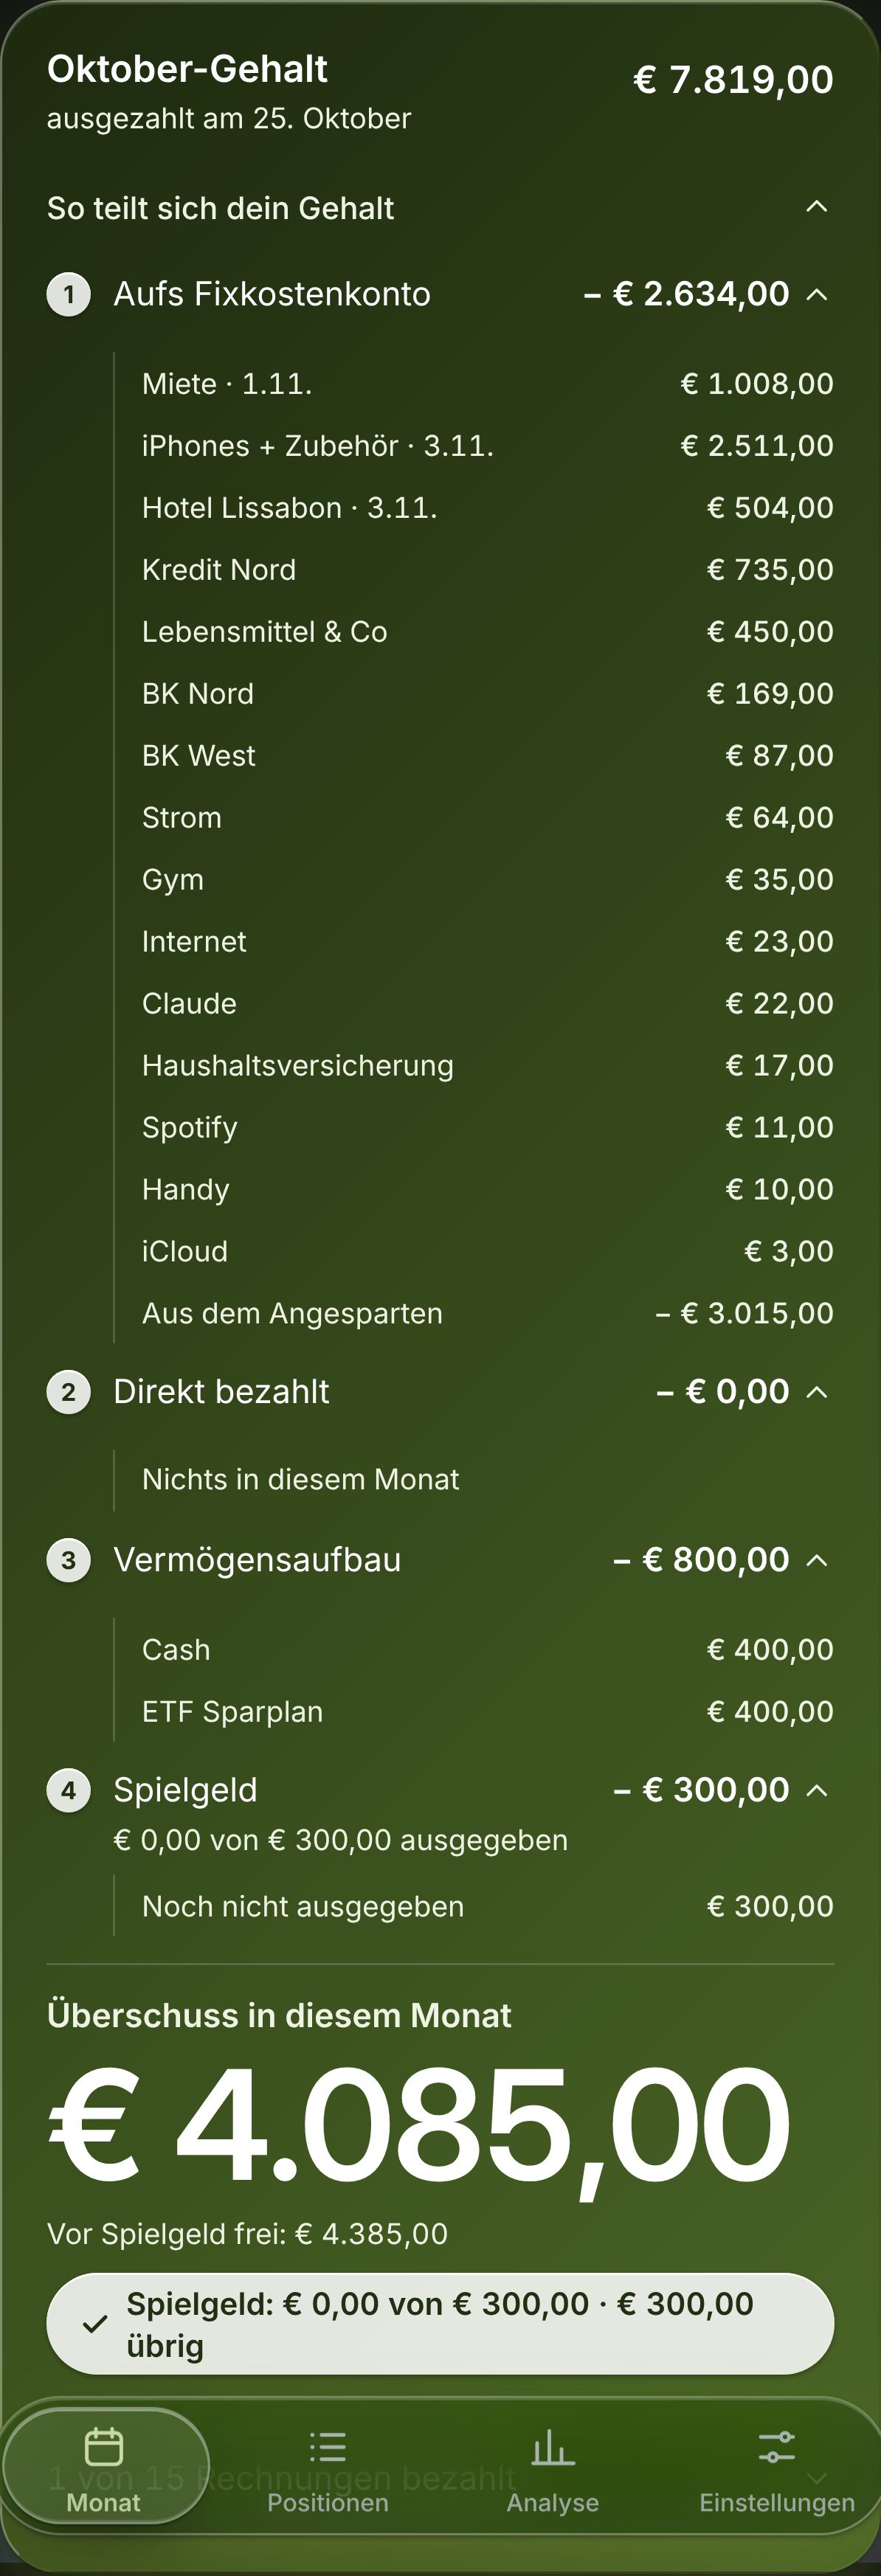 Oktober-Gehalt
€ 7.819,00
ausgezahlt am 25. Oktober
So teilt sich dein Gehalt
1 Aufs Fixkostenkonto – € 2.634,00
Miete · 1.11. € 1.008,00
iPhones + Zubehör · 3.11. € 2.511,00
Hotel Lissabon · 3.11. € 504,00
Kredit Nord € 735,00
Lebensmittel & Co € 450,00
BK Nord € 169,00
BK West € 87,00
Strom € 64,00
Gym € 35,00
Internet € 23,00
Claude € 22,00
Haushaltsversicherung € 17,00
Spotify € 11,00
Handy € 10,00
iCloud € 3,00
Aus dem Angesparten – € 3.015,00
2 Direkt bezahlt – € 0,00
Nichts in diesem Monat
3 Vermögensaufbau – € 800,00
Cash € 400,00
ETF Sparplan € 400,00
4 Spielgeld – € 300,00
€ 0,00 von € 300,00 ausgegeben
Noch nicht ausgegeben € 300,00
Überschuss in diesem Monat
€ 4.085,00
Vor Spielgeld frei: € 4.385,00
Spielgeld: € 0,00 von € 300,00 · € 300,00
übrig
1 von 15 Rechnungen bezahlt
Monat Positionen Analyse Einstellungen